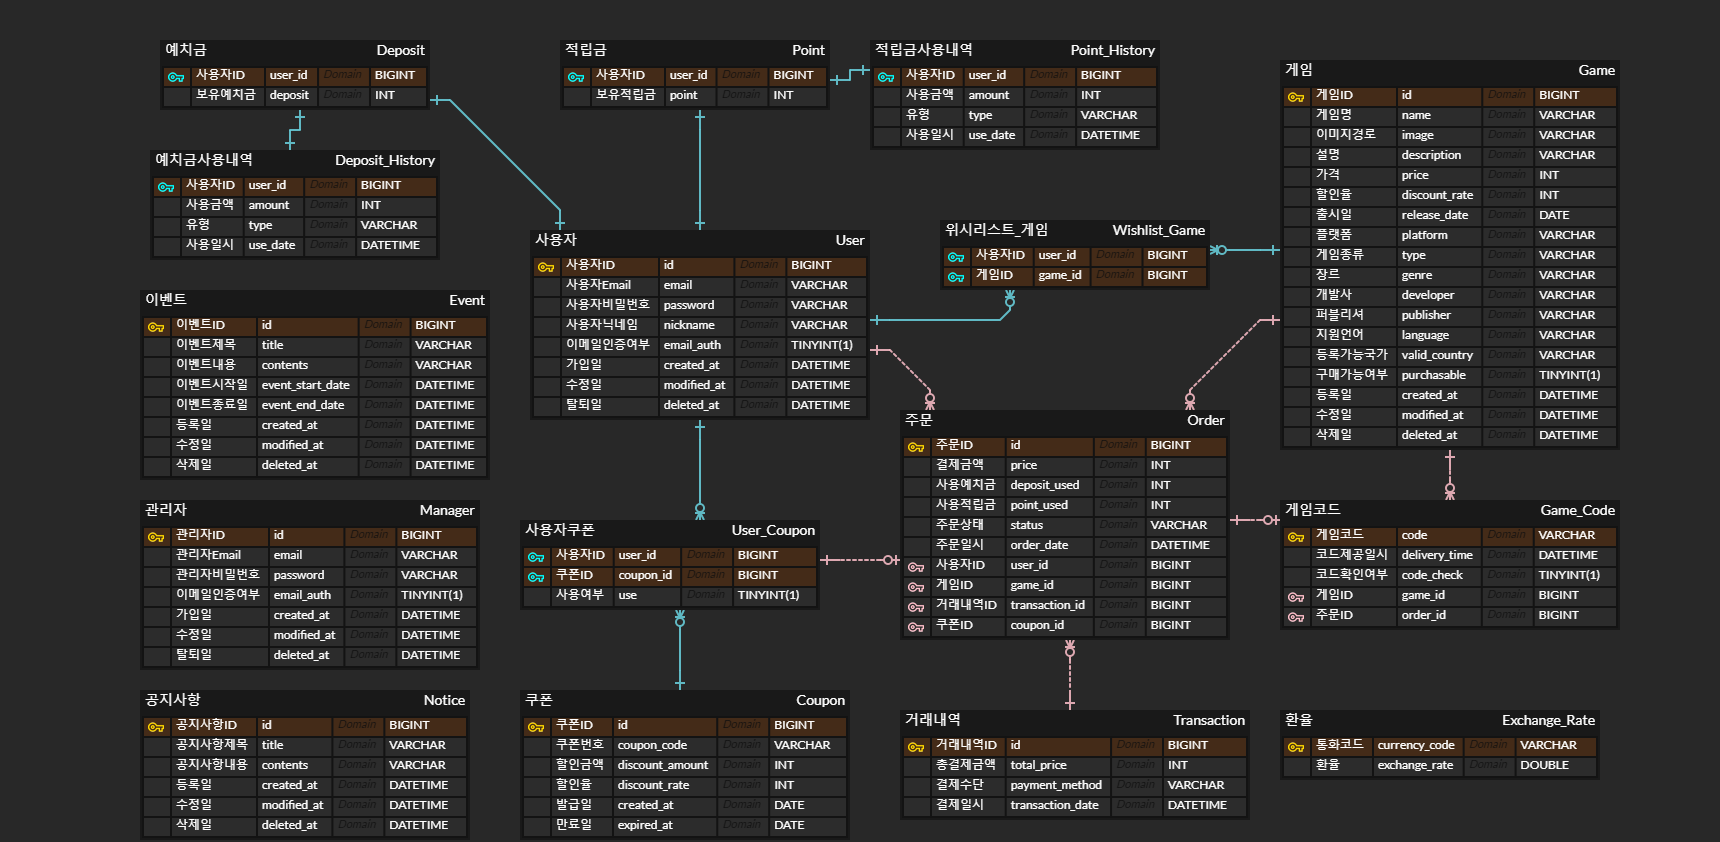 예치금 Deposit
사용자ID user_id Domain BIGINT
보유예치금 deposit Domain INT
적립금 Point
사용자ID user_id Domain BIGINT
보유적립금 point Domain INT
적립금사용내역 Point_History
사용자ID user_id Domain BIGINT
사용금액 amount Domain INT
유형 type Domain VARCHAR
사용일시 use_date Domain DATETIME
게임 Game
게임ID id Domain BIGINT
게임명 name Domain VARCHAR
이미지경로 image Domain VARCHAR
설명 description Domain VARCHAR
가격 price Domain INT
할인율 discount_rate Domain INT
출시일 release_date Domain DATE
플랫폼 platform Domain VARCHAR
게임종류 type Domain VARCHAR
장르 genre Domain VARCHAR
개발사 developer Domain VARCHAR
퍼블리셔 publisher Domain VARCHAR
지원언어 language Domain VARCHAR
등록가능국가 valid_country Domain VARCHAR
구매가능여부 purchasable Domain TINYINT(1)
등록일 created_at Domain DATETIME
수정일 modified_at Domain DATETIME
삭제일 deleted_at Domain DATETIME
예치금사용내역 Deposit_History
사용자ID user_id Domain BIGINT
사용금액 amount Domain INT
유형 type Domain VARCHAR
사용일시 use_date Domain DATETIME
사용자 User
사용자ID id Domain BIGINT
사용자Email email Domain VARCHAR
사용자비밀번호 password Domain VARCHAR
사용자닉네임 nickname Domain VARCHAR
이메일인증여부 email_auth Domain TINYINT(1)
가입일 created_at Domain DATETIME
수정일 modified_at Domain DATETIME
탈퇴일 deleted_at Domain DATETIME
위시리스트_게임 Wishlist_Game
사용자ID user_id Domain BIGINT
게임ID game_id Domain BIGINT
이벤트 Event
이벤트ID id Domain BIGINT
이벤트제목 title Domain VARCHAR
이벤트내용 contents Domain VARCHAR
이벤트시작일 event_start_date Domain DATETIME
이벤트종료일 event_end_date Domain DATETIME
등록일 created_at Domain DATETIME
수정일 modified_at Domain DATETIME
삭제일 deleted_at Domain DATETIME
주문 Order
주문ID id Domain BIGINT
결제금액 price Domain INT
사용예치금 deposit_used Domain INT
사용적립금 point_used Domain INT
주문상태 status Domain VARCHAR
주문일시 order_date Domain DATETIME
사용자ID user_id Domain BIGINT
게임ID game_id Domain BIGINT
거래내역ID transaction_id Domain BIGINT
쿠폰ID coupon_id Domain BIGINT
관리자 Manager
관리자ID id Domain BIGINT
관리자Email email Domain VARCHAR
관리자비밀번호 password Domain VARCHAR
이메일인증여부 email_auth Domain TINYINT(1)
가입일 created_at Domain DATETIME
수정일 modified_at Domain DATETIME
탈퇴일 deleted_at Domain DATETIME
사용자쿠폰 User_Coupon
사용자ID user_id Domain BIGINT
쿠폰ID coupon_id Domain BIGINT
사용여부 use Domain TINYINT(1)
게임코드 Game_Code
게임코드 code Domain VARCHAR
코드제공일시 delivery_time Domain DATETIME
코드확인여부 code_check Domain TINYINT(1)
게임ID game_id Domain BIGINT
주문ID order_id Domain BIGINT
공지사항 Notice
공지사항ID id Domain BIGINT
공지사항제목 title Domain VARCHAR
공지사항내용 contents Domain VARCHAR
등록일 created_at Domain DATETIME
수정일 modified_at Domain DATETIME
삭제일 deleted_at Domain DATETIME
쿠폰 Coupon
쿠폰ID id Domain BIGINT
쿠폰번호 coupon_code Domain VARCHAR
할인금액 discount_amount Domain INT
할인율 discount_rate Domain INT
발급일 created_at Domain DATE
만료일 expired_at Domain DATE
거래내역 Transaction
거래내역ID id Domain BIGINT
총결제금액 total_price Domain INT
결제수단 payment_method Domain VARCHAR
결제일시 transaction_date Domain DATETIME
환율 Exchange_Rate
통화코드 currency_code Domain VARCHAR
환율 exchange_rate Domain DOUBLE